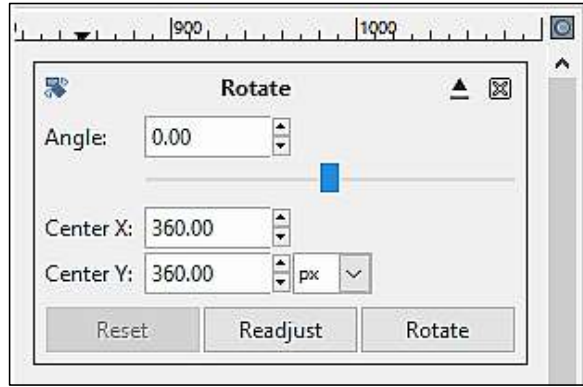 900 1000
Rotate
Angle: 0.00
Center X: 360.00
Center Y: 360.00 px
Reset Readjust Rotate